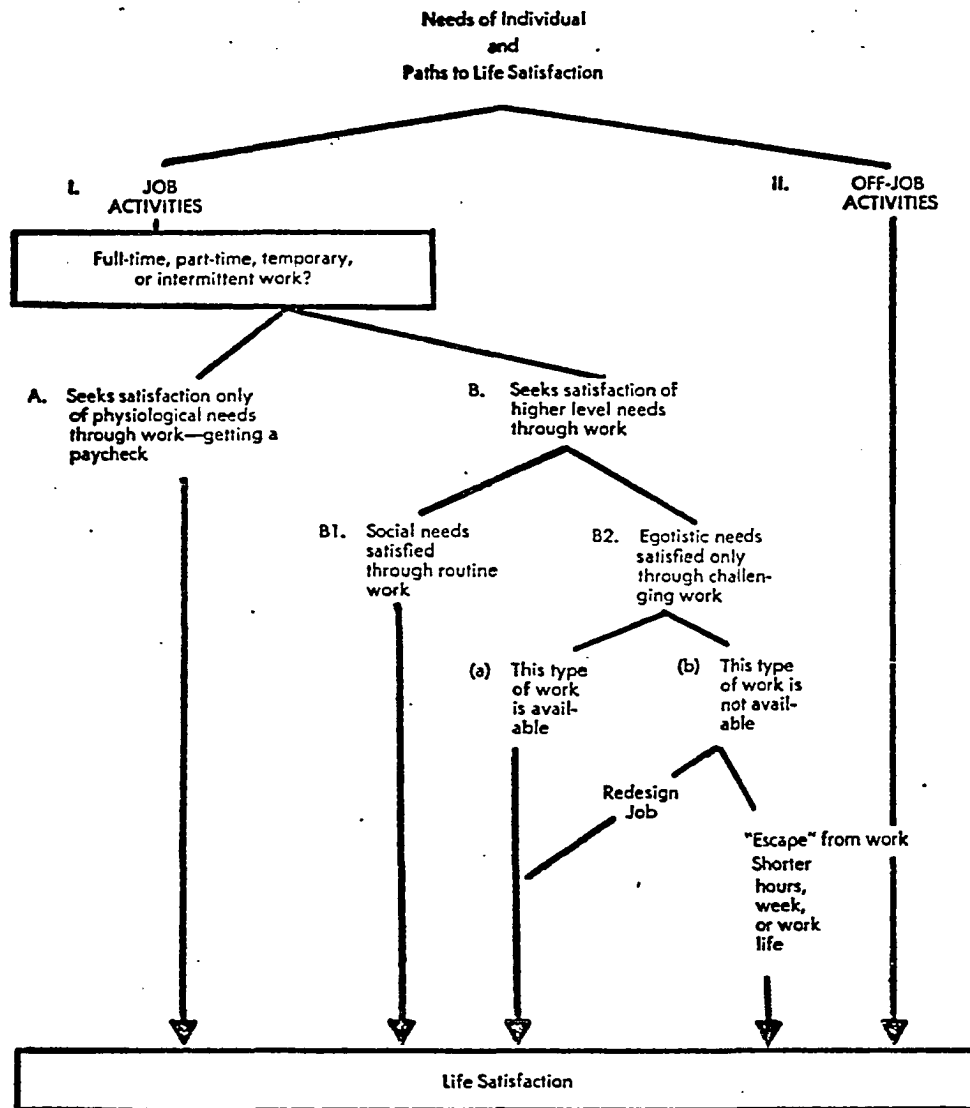 Needs of Individual
and
Paths to Life Satisfaction
I. JOB
ACTIVITIES
II. OFF-JOB
ACTIVITIES
Full-time, part-time, temporary,
or intermittent work?
A. Seeks satisfaction only
of physiological needs
through work—getting a
paycheck
B. Seeks satisfaction of
higher level needs
through work
B1. Social needs
satisfied
through routine
work
B2. Egotistic needs
satisfied only
through challen-
ging work
(a) This type
of work
is avail-
able
(b) This type
of work is
not avail-
able
Redesign
Job
"Escape" from work
Shorter
hours,
week,
or work
life
Life Satisfaction